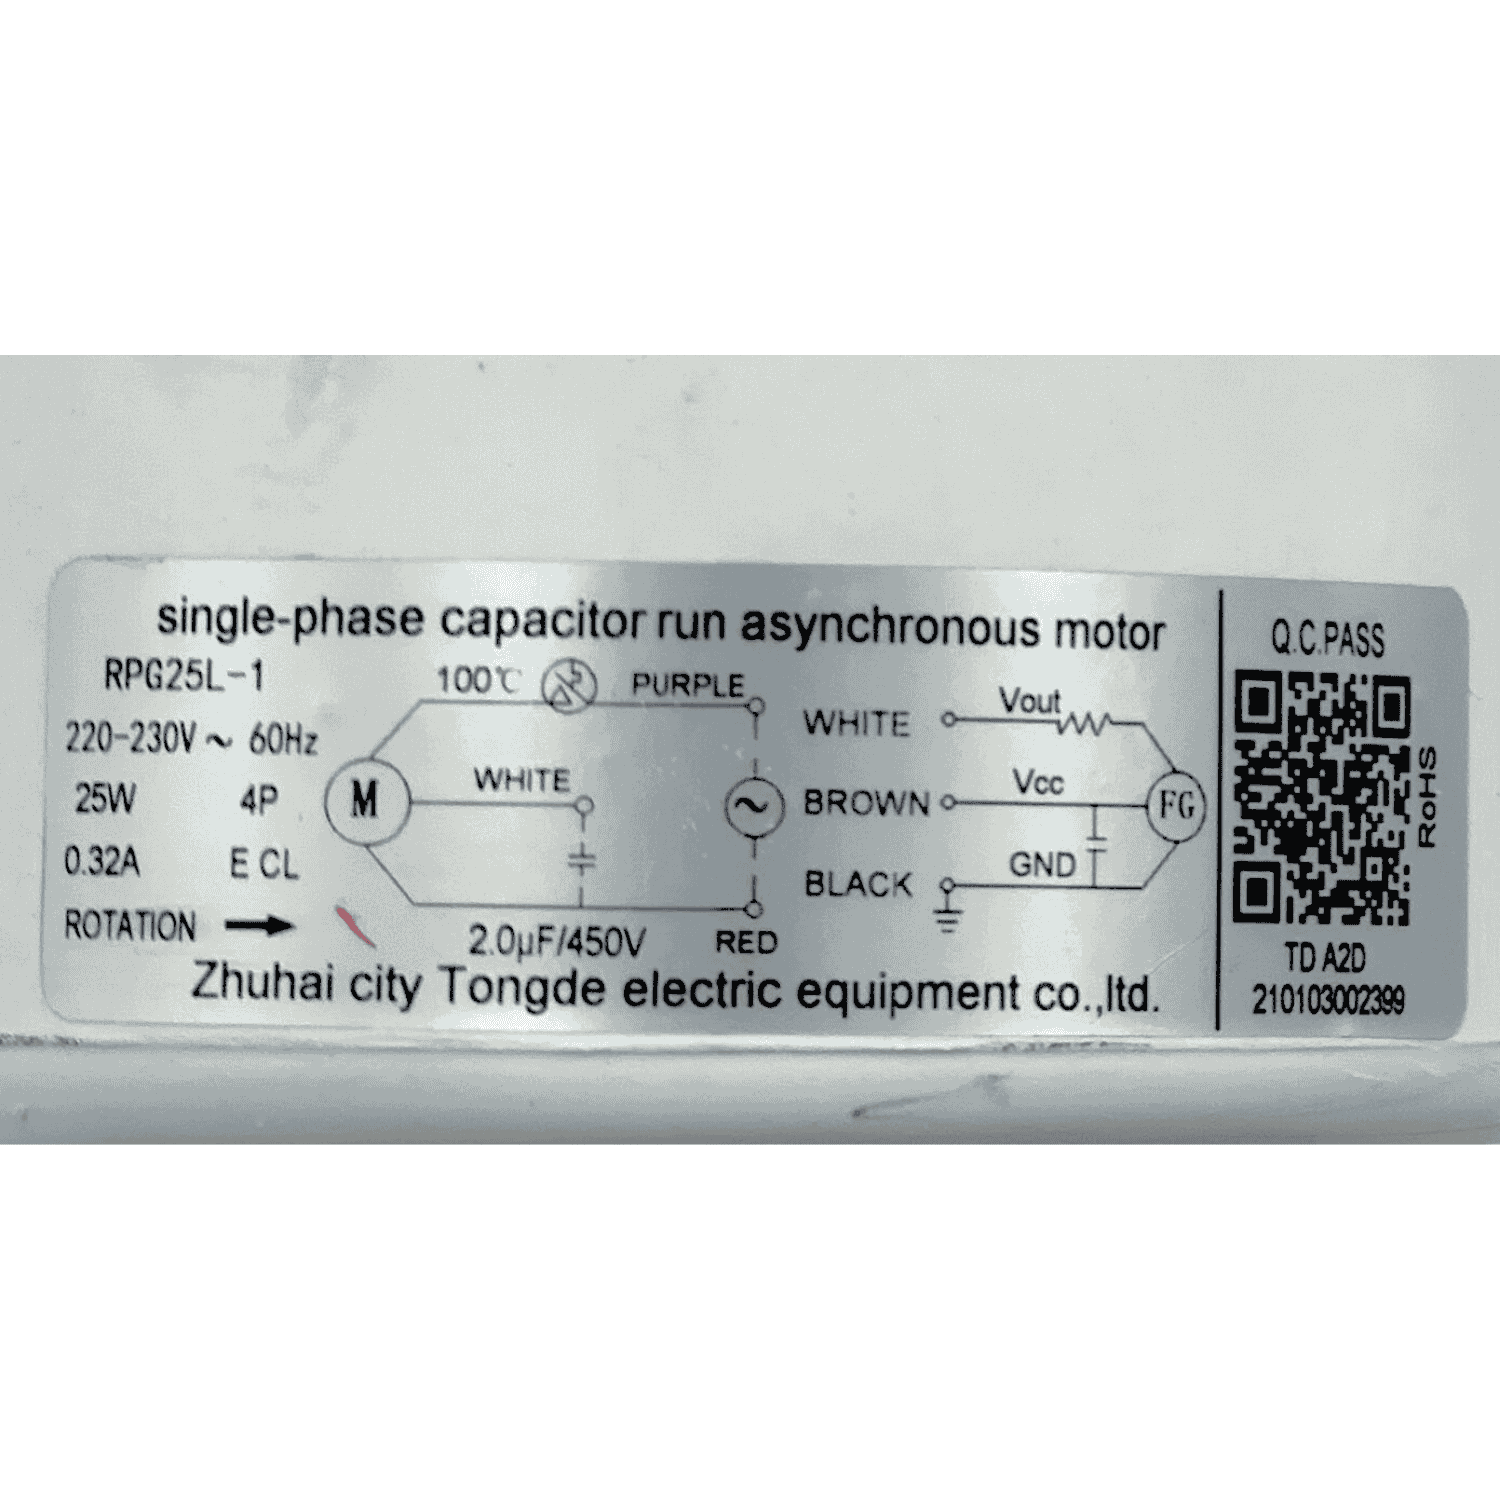 single-phase capacitor run asynchronous motor
RPG25L-1
220-230V ~ 60Hz
25W 4P
0.32A E CL
ROTATION
100℃ PURPLE
M
WHITE
2.0µF/450V RED
~
WHITE Vout
BROWN Vcc FG
BLACK GND
Zhuhai city Tongde electric equipment co.,ltd.
Q.C.PASS
RoHS
TD A2D
210103002399